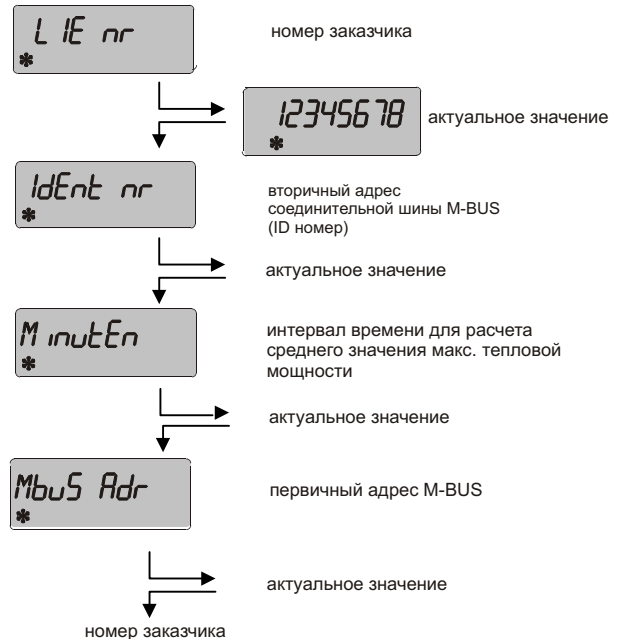 L IE nr
номер заказчика
*
12345678
актуальное значение
*
IdEnt nr
вторичный адрес
соединительной шины M-BUS
(ID номер)
*
актуальное значение
M inutEn
интервал времени для расчета
среднего значения макс. тепловой
мощности
*
актуальное значение
MbuS Adr
первичный адрес M-BUS
*
актуальное значение
номер заказчика